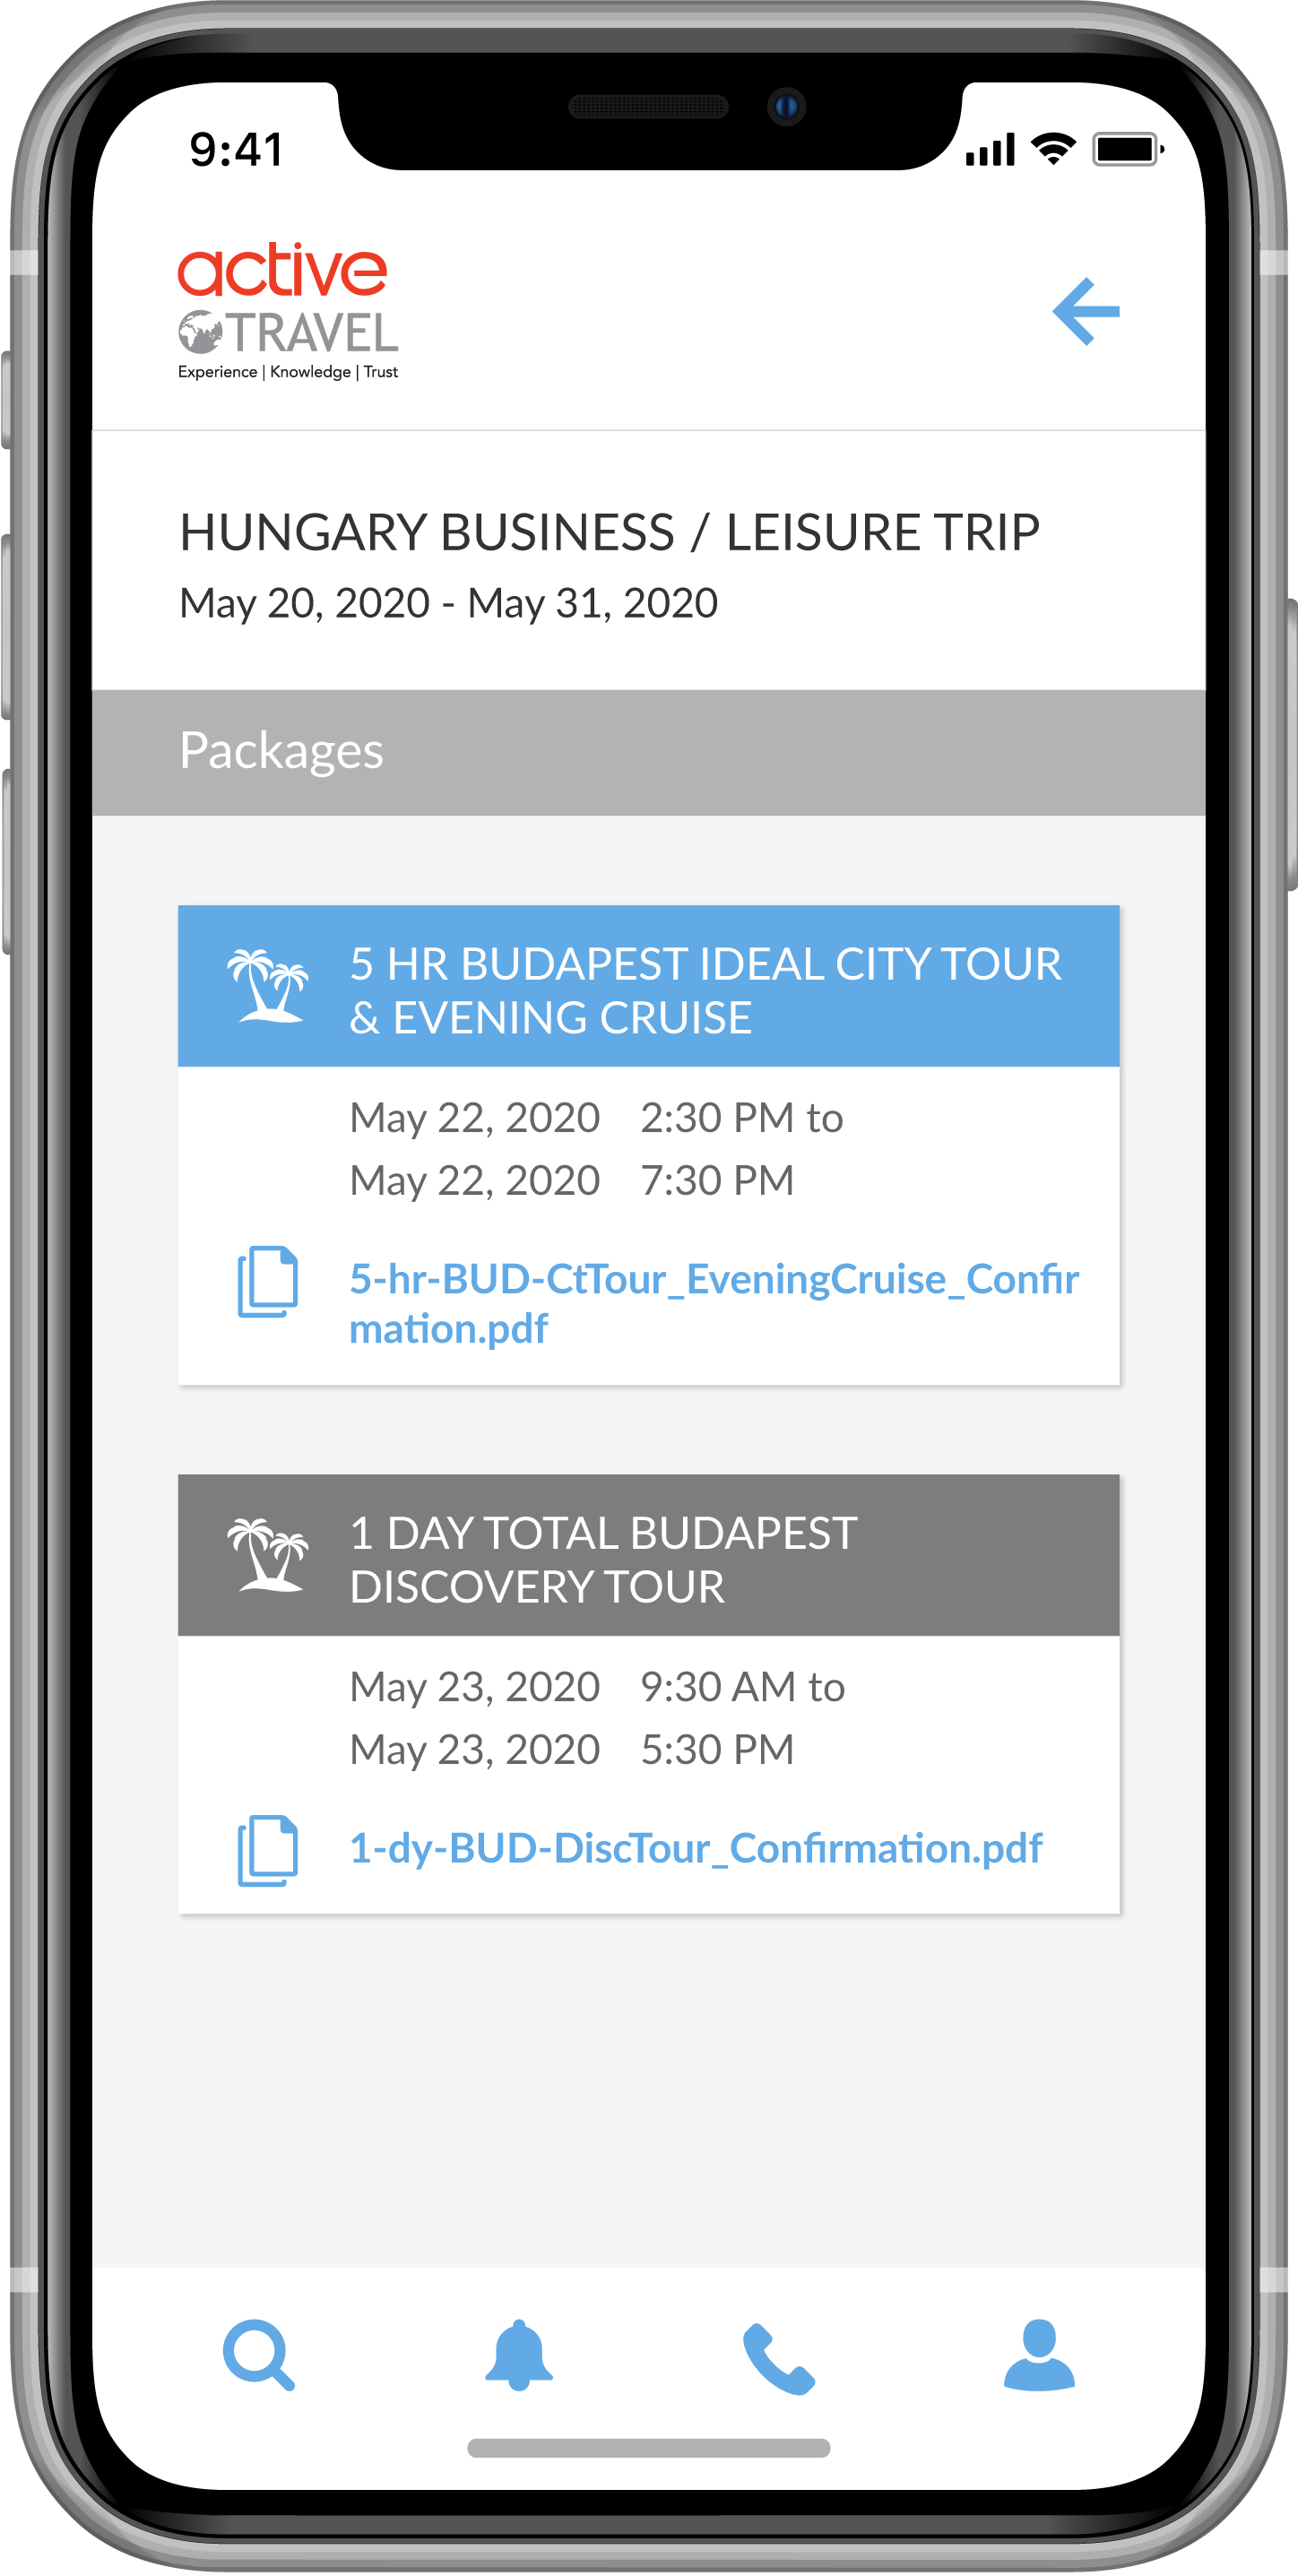 9:41
active
TRAVEL
Experience | Knowledge | Trust
HUNGARY BUSINESS / LEISURE TRIP
May 20, 2020 - May 31, 2020
Packages
5 HR BUDAPEST IDEAL CITY TOUR
& EVENING CRUISE
May 22, 2020 2:30 PM to
May 22, 2020 7:30 PM
5-hr-BUD-CtTour_EveningCruise_Confir
mation.pdf
1 DAY TOTAL BUDAPEST
DISCOVERY TOUR
May 23, 2020 9:30 AM to
May 23, 2020 5:30 PM
1-dy-BUD-DiscTour_Confirmation.pdf